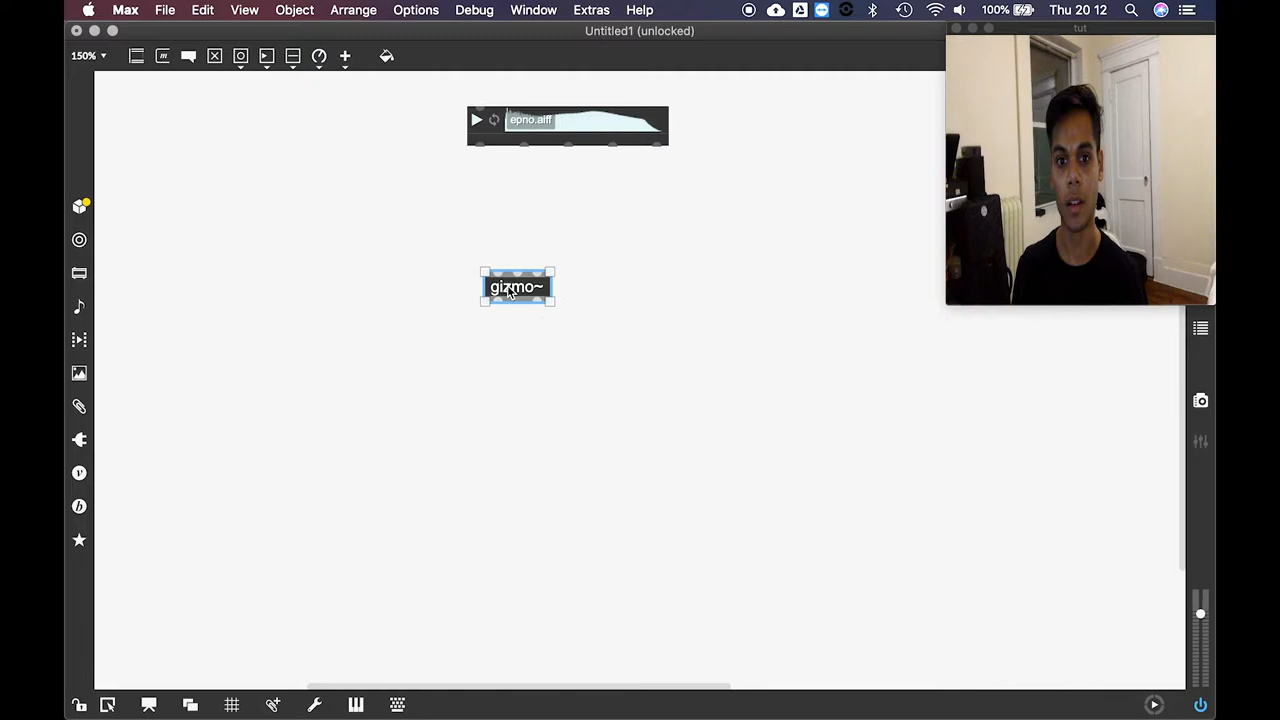 Max File Edit View Object Arrange Options Debug Window Extras Help 100% Thu 20 12
Untitled1 (unlocked)
tut
150%
epno.aiff
gizmo~